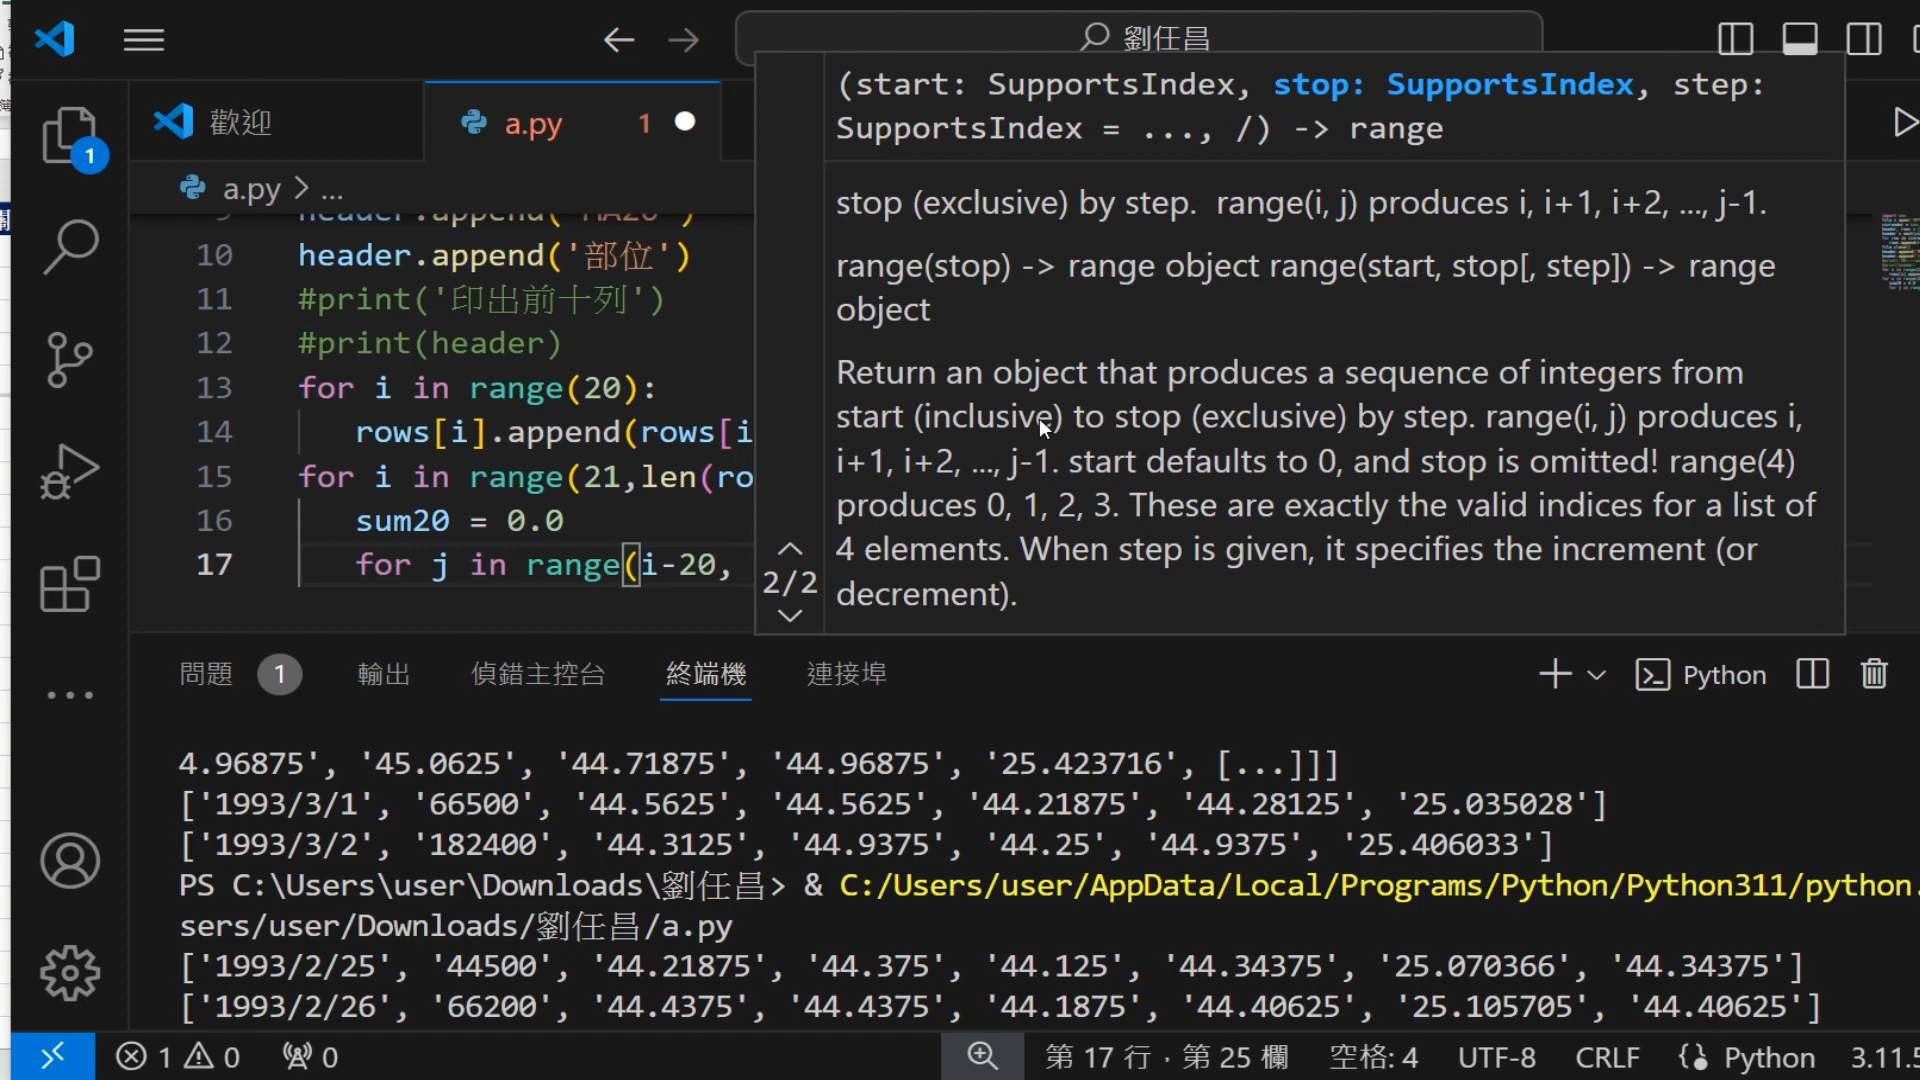 劉任昌
歡迎
a.py 1
a.py > ...
(start: SupportsIndex, stop: SupportsIndex, step:
SupportsIndex = ..., /) -> range
stop (exclusive) by step. range(i, j) produces i, i+1, i+2, ..., j-1.
range(stop) -> range object range(start, stop[, step]) -> range
object
Return an object that produces a sequence of integers from
start (inclusive) to stop (exclusive) by step. range(i, j) produces i,
i+1, i+2, ..., j-1. start defaults to 0, and stop is omitted! range(4)
produces 0, 1, 2, 3. These are exactly the valid indices for a list of
4 elements. When step is given, it specifies the increment (or
decrement).
2/2
1
9 header.append('MA20')
10 header.append('部位')
11 #print('印出前十列')
12 #print(header)
13 for i in range(20):
14 rows[i].append(rows[i
15 for i in range(21,len(ro
16 sum20 = 0.0
17 for j in range(i-20,
問題 1 輸出 偵錯主控台 終端機 連接埠 Python
4.96875', '45.0625', '44.71875', '44.96875', '25.423716', [...]]]
['1993/3/1', '66500', '44.5625', '44.5625', '44.21875', '44.28125', '25.035028']
['1993/3/2', '182400', '44.3125', '44.9375', '44.25', '44.9375', '25.406033']
PS C:\Users\user\Downloads\劉任昌> & C:/Users/user/AppData/Local/Programs/Python/Python311/python.
sers/user/Downloads/劉任昌/a.py
['1993/2/25', '44500', '44.21875', '44.375', '44.125', '44.34375', '25.070366', '44.34375']
['1993/2/26', '66200', '44.4375', '44.4375', '44.1875', '44.40625', '25.105705', '44.40625']
1 0 0 第 17 行，第 25 欄 空格: 4 UTF-8 CRLF Python 3.11.5